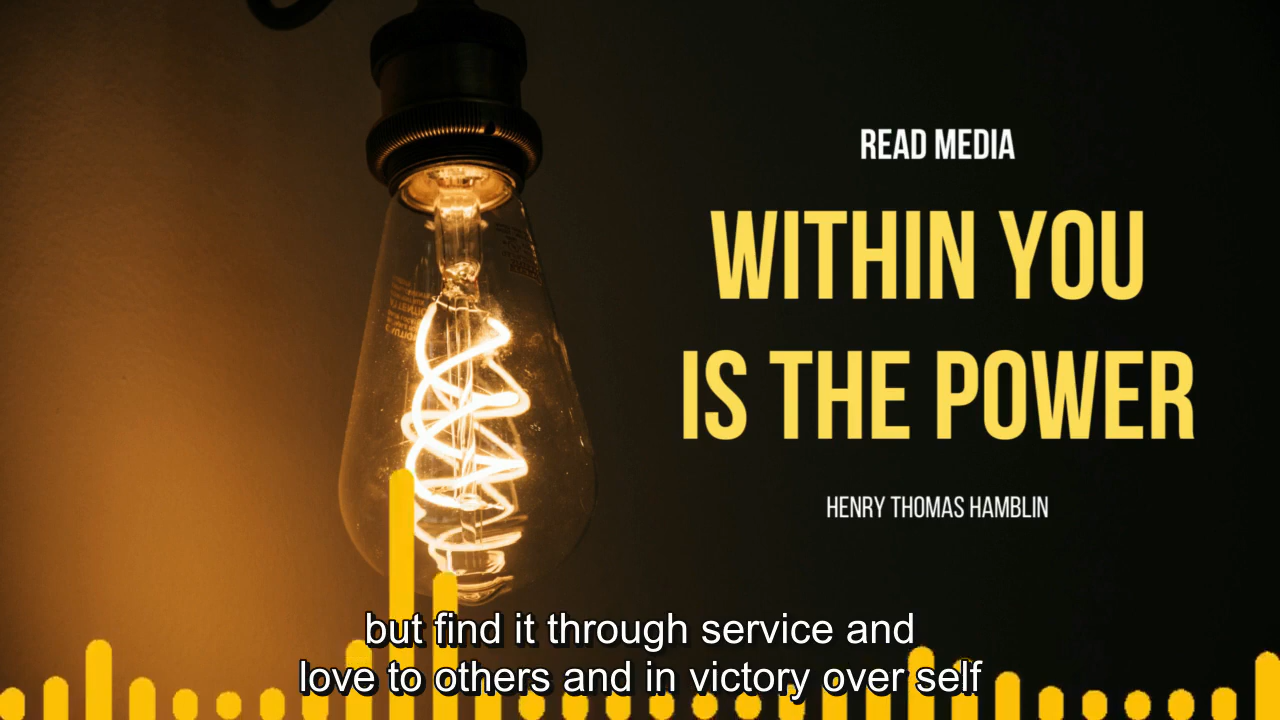 READ MEDIA
WITHIN YOU
IS THE POWER
HENRY THOMAS HAMBLIN
but find it through service and
love to others and in victory over self